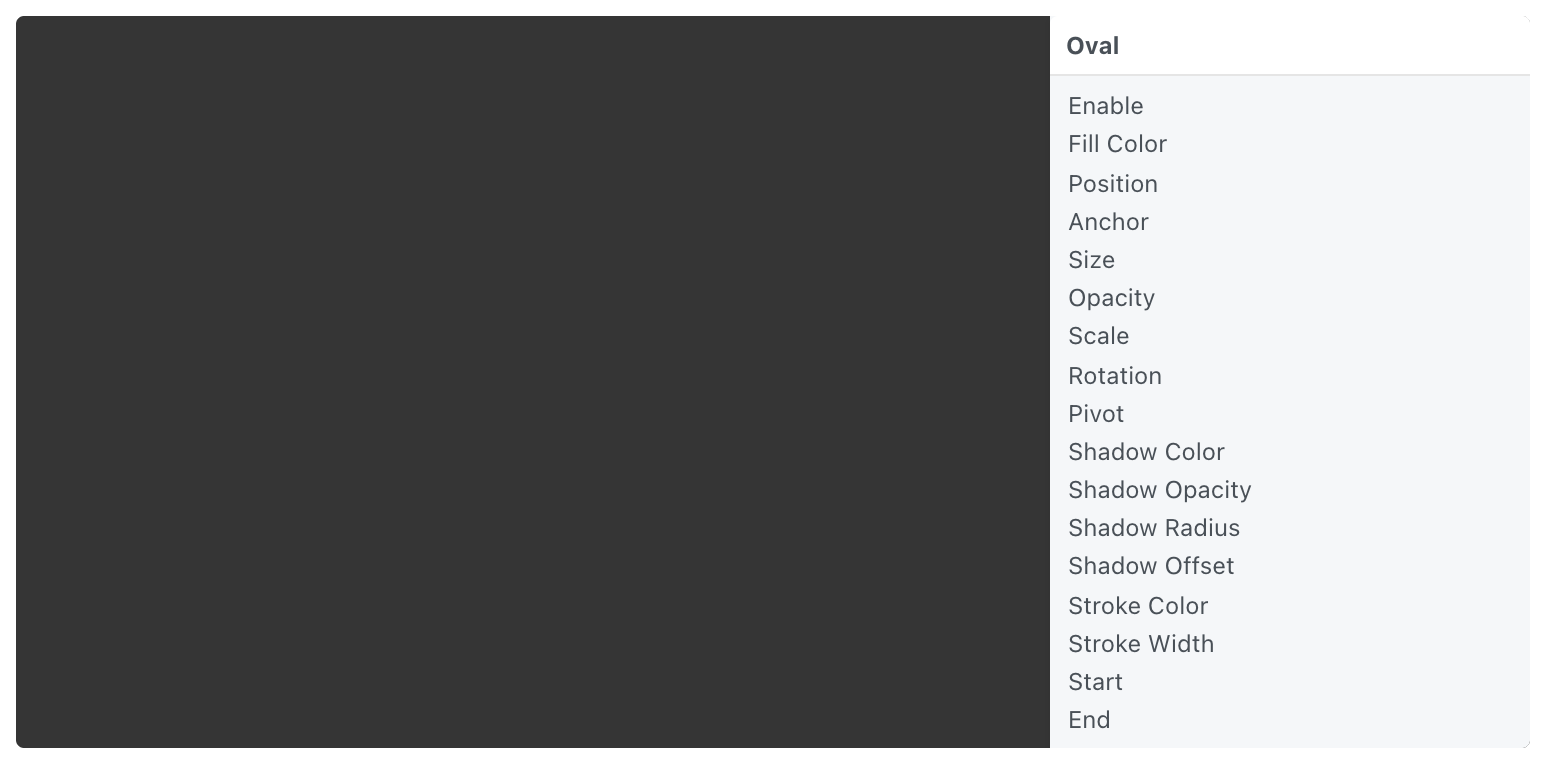 Oval
Enable
Fill Color
Position
Anchor
Size
Opacity
Scale
Rotation
Pivot
Shadow Color
Shadow Opacity
Shadow Radius
Shadow Offset
Stroke Color
Stroke Width
Start
End